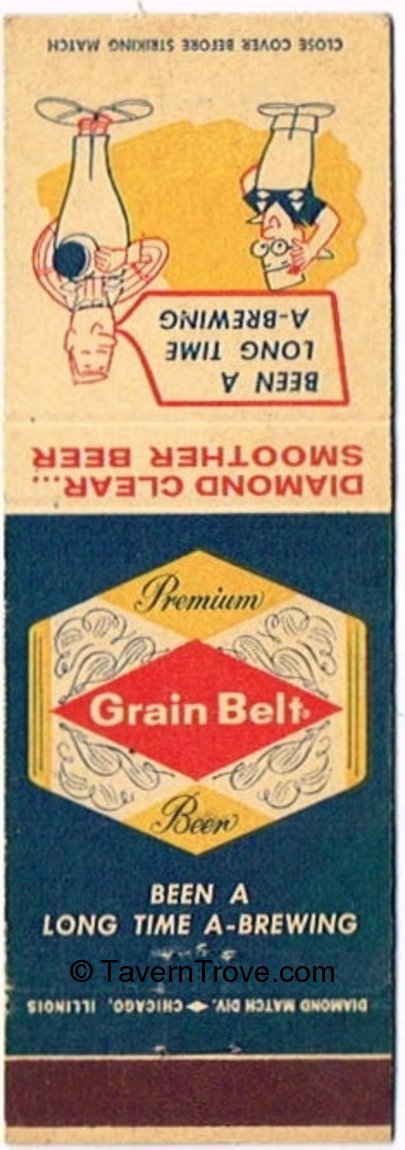 CLOSE COVER BEFORE STRIKING MATCH
BEEN A
LONG TIME
A-BREWING
DIAMOND CLEAR...
SMOOTHER BEER
Premium
Grain Belt®
Beer
BEEN A
LONG TIME A-BREWING
© TavernTrove.com
DIAMOND MATCH DIV. ◆ CHICAGO, ILLINOIS